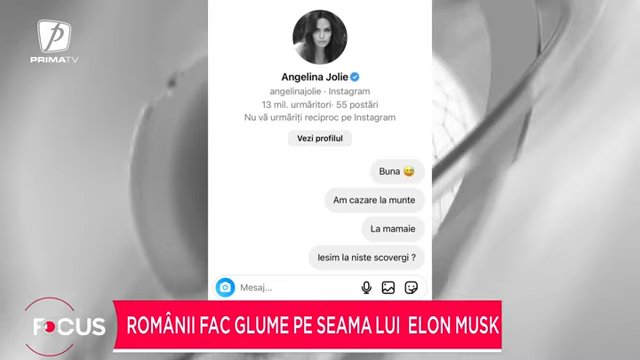 PRIMATV
Angelina Jolie
angelinajolie · Instagram
13 mil. urmăritori· 55 postări
Nu vă urmăriți reciproc pe Instagram
Vezi profilul
Buna 😅
Am cazare la munte
La mamaie
Iesim la niste scovergi ?
Mesaj...
FOCUS
ROMÂNII FAC GLUME PE SEAMA LUI ELON MUSK